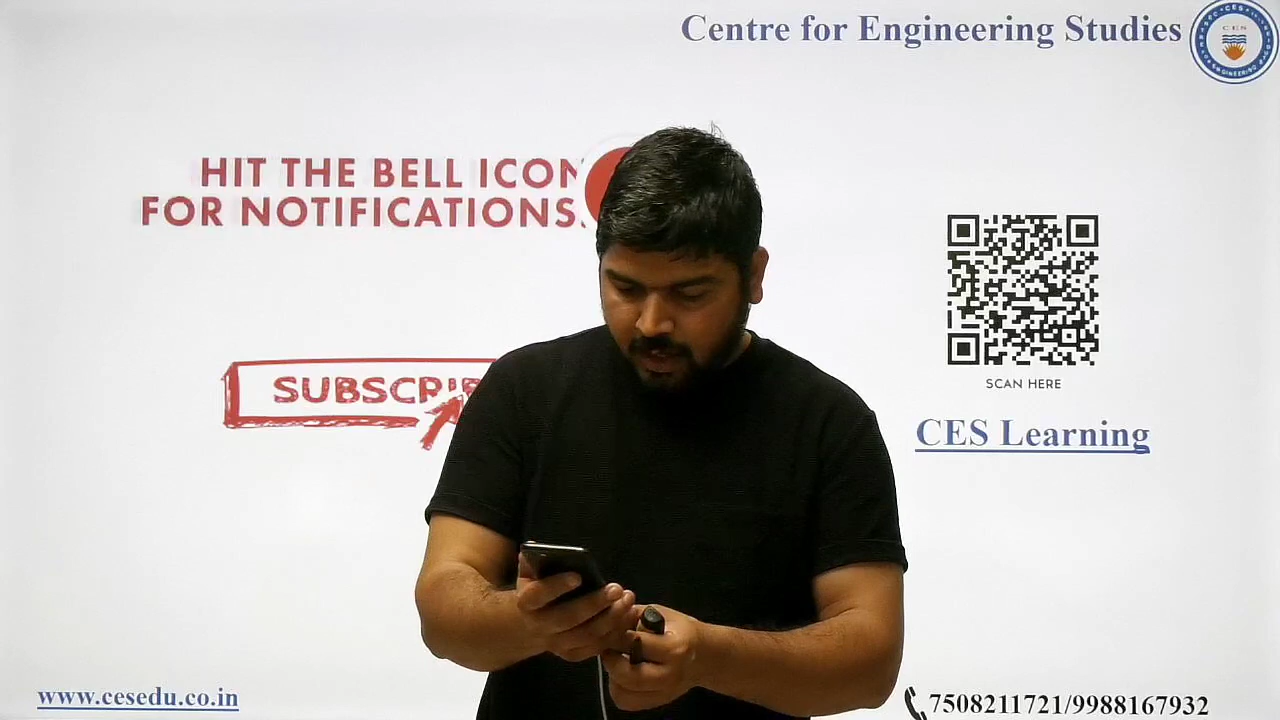 Centre for Engineering Studies
CES
HIT THE BELL ICON
FOR NOTIFICATIONS.
SCAN HERE
CES Learning
www.cesedu.co.in
7508211721/9988167932